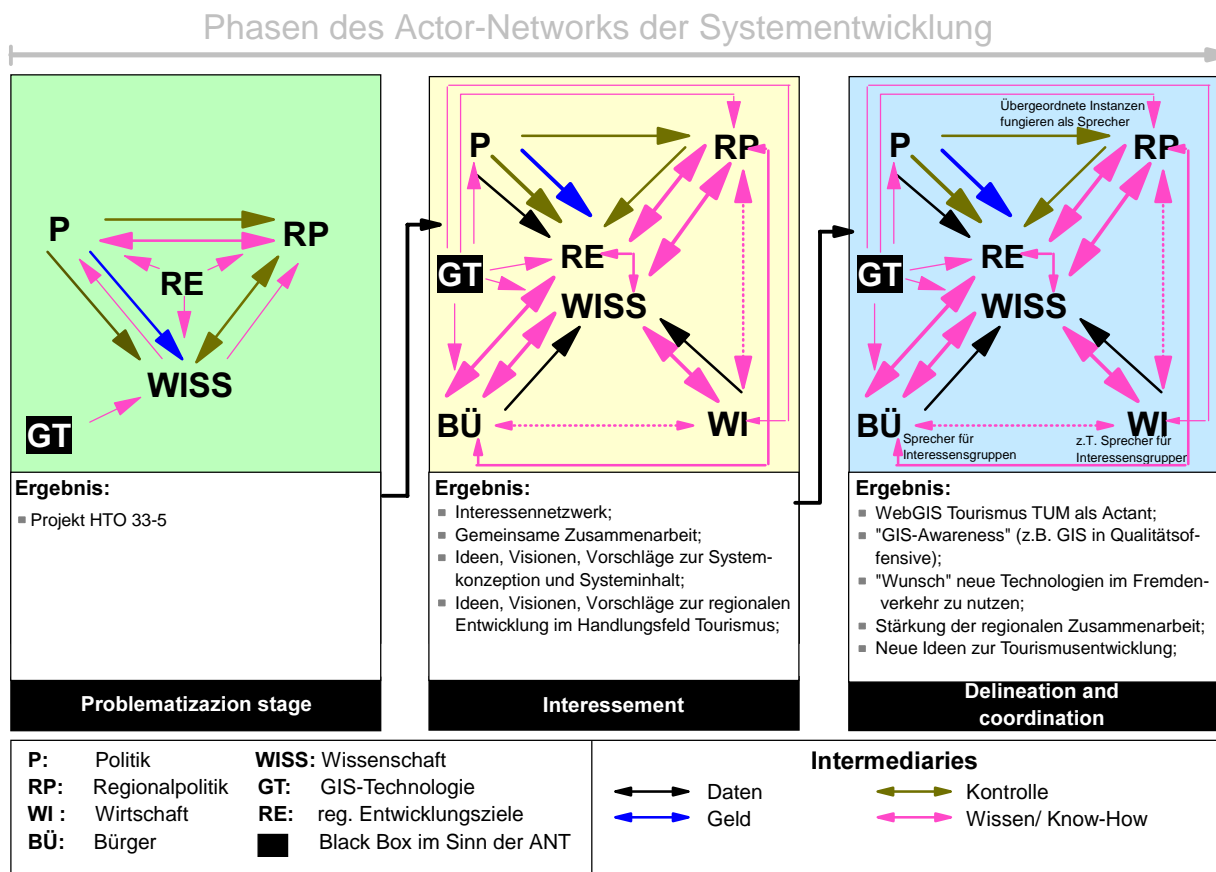 Phasen des Actor-Networks der Systementwicklung
P
RP
RE
WISS
GT
Ergebnis:
Projekt HTO 33-5
Problematizazion stage
P
RP
RE
GT
WISS
BÜ
WI
Ergebnis:
Interessennetzwerk;
Gemeinsame Zusammenarbeit;
Ideen, Visionen, Vorschläge zur System-
konzeption und Systeminhalt;
Ideen, Visionen, Vorschläge zur regionalen
Entwicklung im Handlungsfeld Tourismus;
Interessement
Übergeordnete Instanzen
fungieren als Sprecher
P
RP
RE
GT
WISS
BÜ
WI
Sprecher für
Interessensgruppen
z.T. Sprecher für
Interessensgruppen
Ergebnis:
WebGIS Tourismus TUM als Actant;
"GIS-Awareness" (z.B. GIS in Qualitätsof-
fensive);
"Wunsch" neue Technologien im Fremden-
verkehr zu nutzen;
Stärkung der regionalen Zusammenarbeit;
Neue Ideen zur Tourismusentwicklung;
Delineation and
coordination
P: Politik
RP: Regionalpolitik
WI : Wirtschaft
BÜ: Bürger
WISS: Wissenschaft
GT: GIS-Technologie
RE: reg. Entwicklungsziele
Black Box im Sinn der ANT
Intermediaries
Daten
Geld
Kontrolle
Wissen/ Know-How